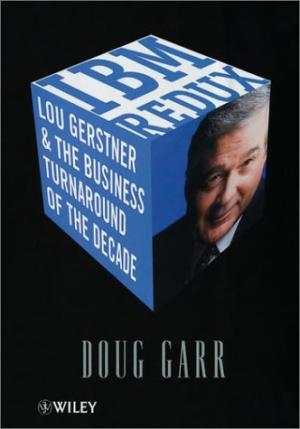 IBM
REDUX
LOU GERSTNER
& THE BUSINESS
TURNAROUND
OF THE DECADE
DOUG GARR
WILEY